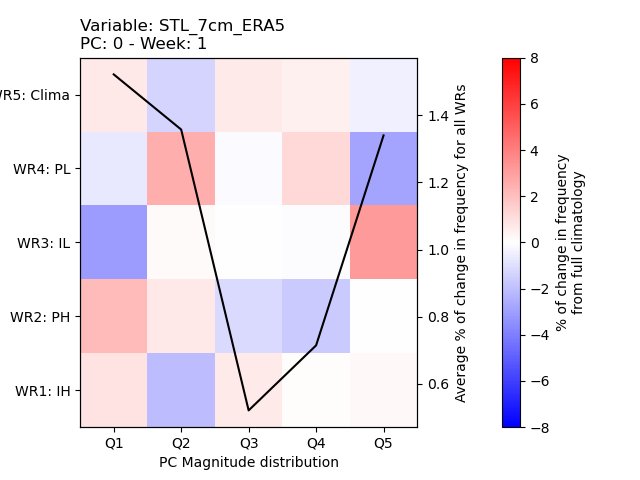 Variable: STL_7cm_ERA5
PC: 0 - Week: 1
WR5: Clima
WR4: PL
WR3: IL
WR2: PH
WR1: IH
Q1 Q2 Q3 Q4 Q5
PC Magnitude distribution
1.4
1.2
1.0
0.8
0.6
Average % of change in frequency for all WRs
8
6
4
2
0
−2
−4
−6
−8
% of change in frequency
from full climatology